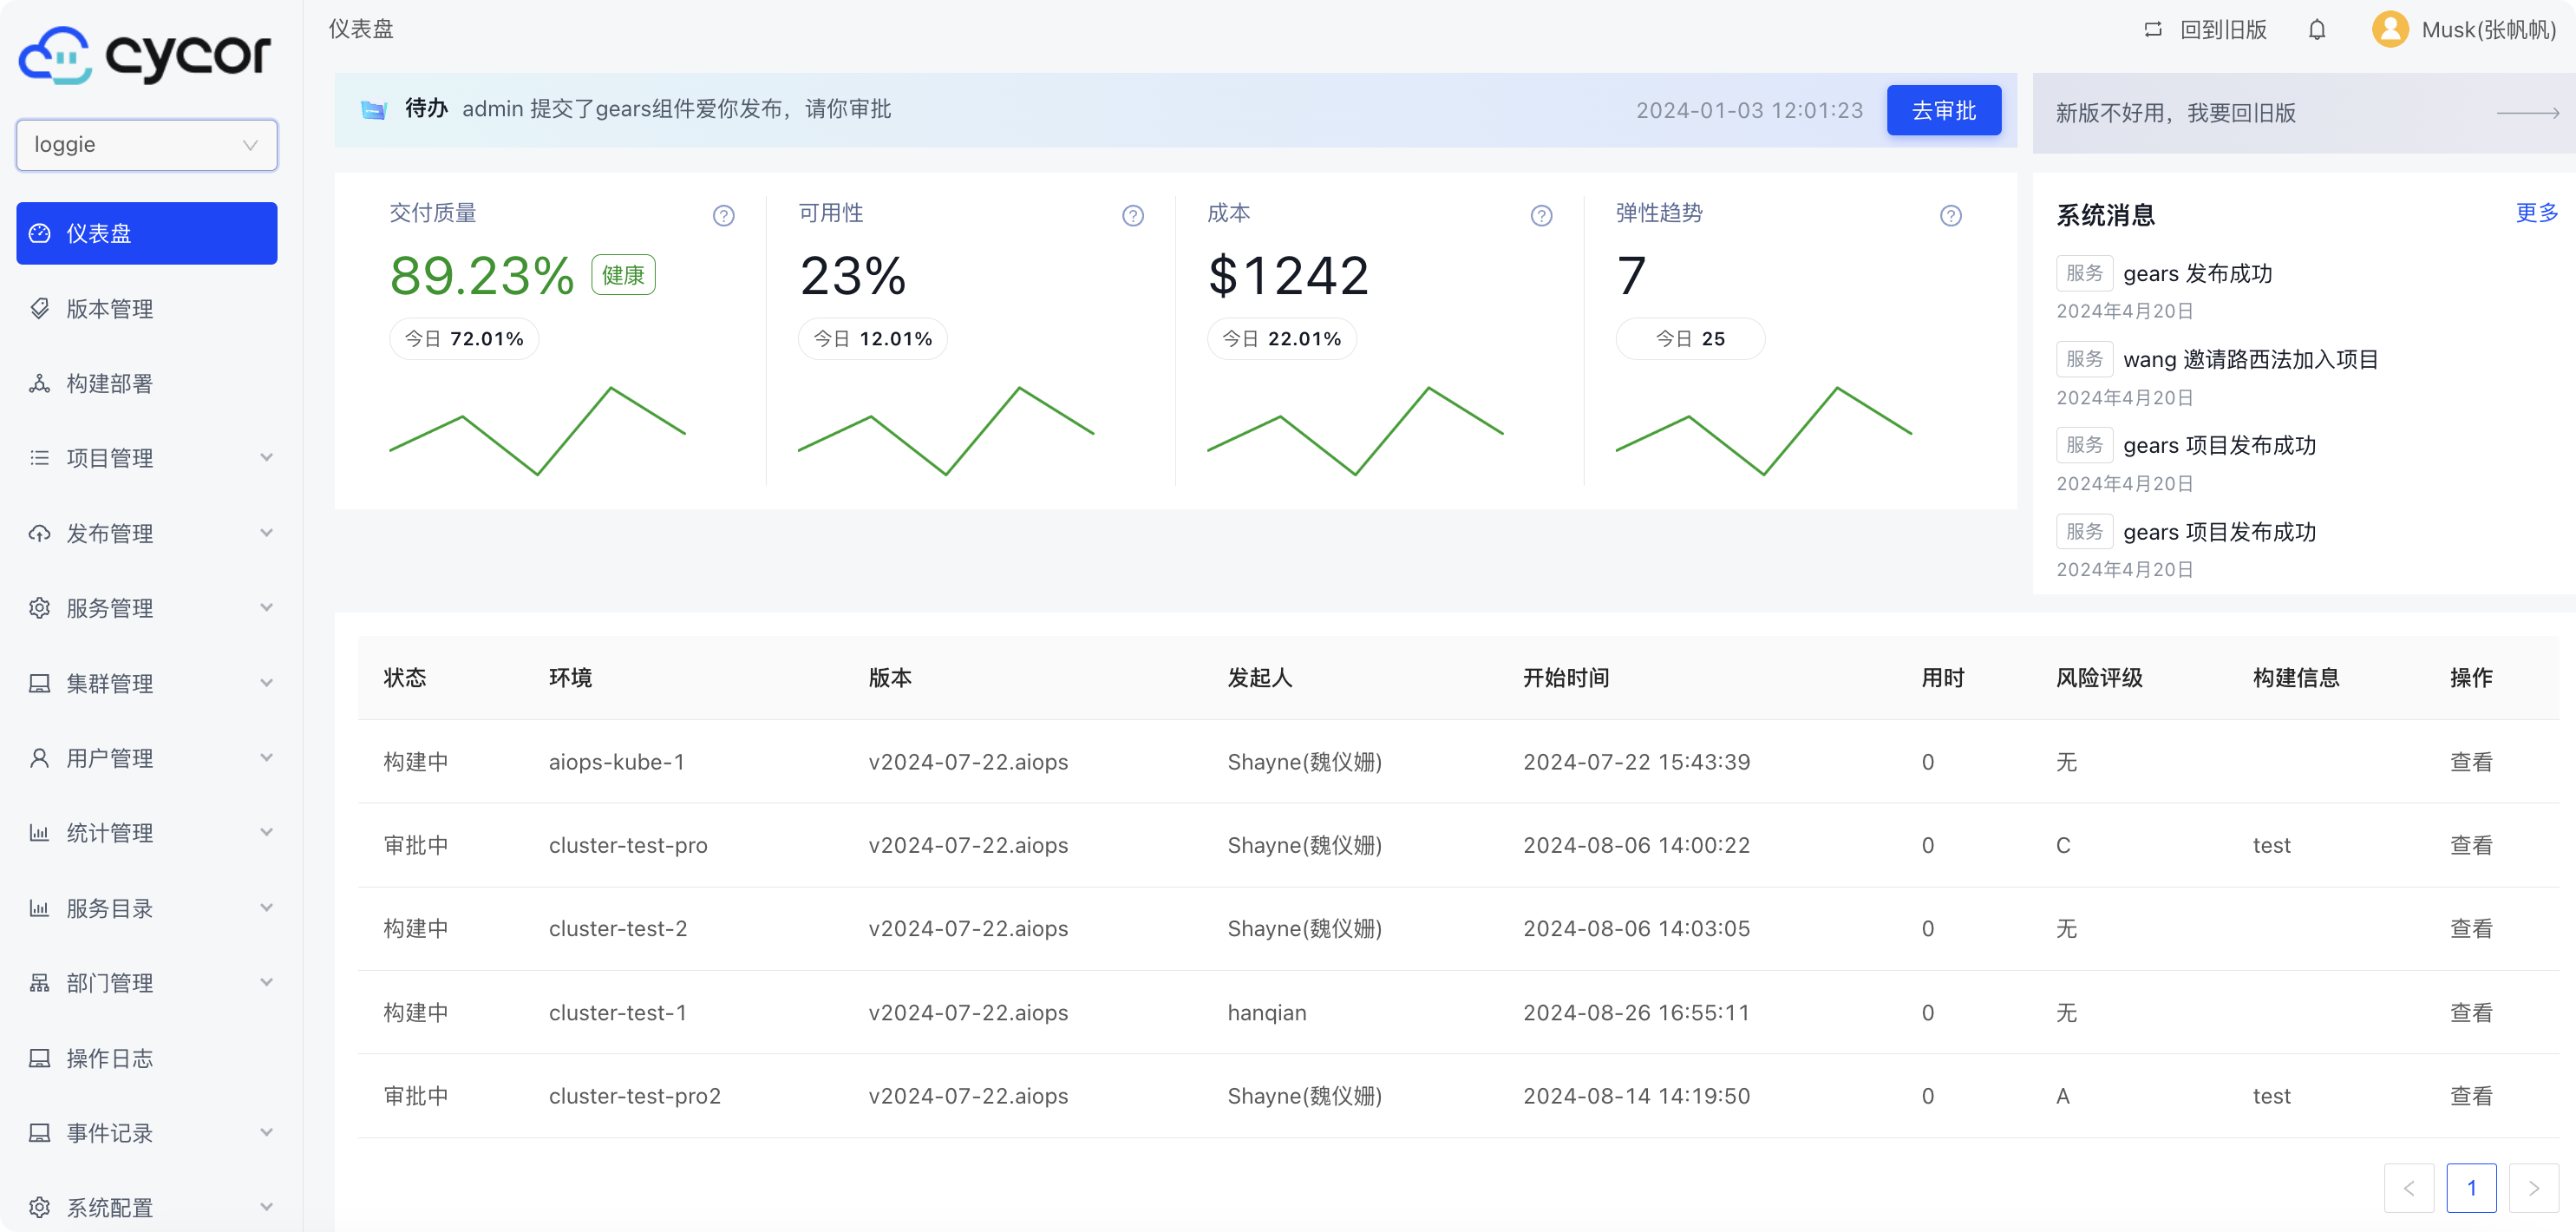 cycor
loggie
仪表盘
版本管理
构建部署
项目管理
发布管理
服务管理
集群管理
用户管理
统计管理
服务目录
部门管理
操作日志
事件记录
系统配置
仪表盘
回到旧版
Musk(张帆帆)
待办 admin 提交了gears组件爱你发布，请你审批 2024-01-03 12:01:23 去审批
新版不好用，我要回旧版
交付质量
89.23% 健康
今日 72.01%
可用性
23%
今日 12.01%
成本
$1242
今日 22.01%
弹性趋势
7
今日 25
系统消息 更多
服务 gears 发布成功
2024年4月20日
服务 wang 邀请路西法加入项目
2024年4月20日
服务 gears 项目发布成功
2024年4月20日
服务 gears 项目发布成功
2024年4月20日
状态 环境 版本 发起人 开始时间 用时 风险评级 构建信息 操作
构建中 aiops-kube-1 v2024-07-22.aiops Shayne(魏仪姗) 2024-07-22 15:43:39 0 无 查看
审批中 cluster-test-pro v2024-07-22.aiops Shayne(魏仪姗) 2024-08-06 14:00:22 0 C test 查看
构建中 cluster-test-2 v2024-07-22.aiops Shayne(魏仪姗) 2024-08-06 14:03:05 0 无 查看
构建中 cluster-test-1 v2024-07-22.aiops hanqian 2024-08-26 16:55:11 0 无 查看
审批中 cluster-test-pro2 v2024-07-22.aiops Shayne(魏仪姗) 2024-08-14 14:19:50 0 A test 查看
1